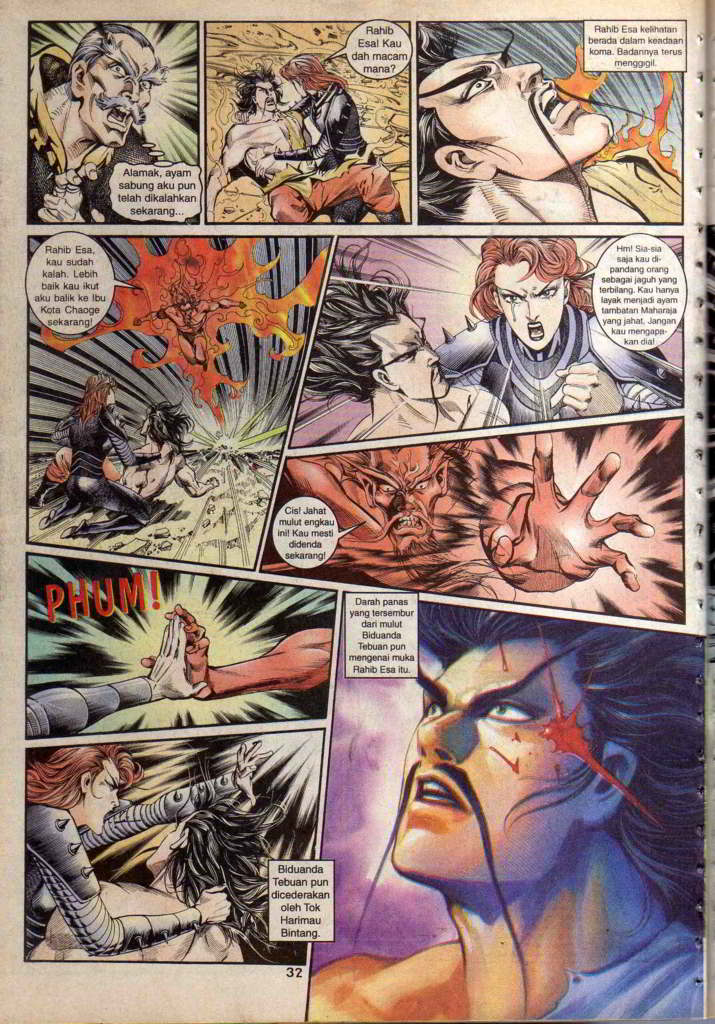 Alamak, ayam
sabung aku pun
telah dikalahkan
sekarang...
Rahib
Esa! Kau
dah macam
mana?
Rahib Esa kelihatan
berada dalam keadaan
koma. Badannya terus
menggigil.
Rahib Esa,
kau sudah
kalah. Lebih
baik kau ikut
aku balik ke Ibu
Kota Chaoge
sekarang!
Hm! Sia-sia
saja kau di-
pandang orang
sebagai jaguh yang
terbilang. Kau hanya
layak menjadi ayam
tambatan Maharaja
yang jahat. Jangan
kau mengapa-
kan dia!
Cis! Jahat
mulut engkau
ini! Kau mesti
didenda
sekarang!
PHUM!
Darah panas
yang tersembur
dari mulut
Biduanda
Tebuan pun
mengenai muka
Rahib Esa itu.
Biduanda
Tebuan pun
dicederakan
oleh Tok
Harimau
Bintang.
32